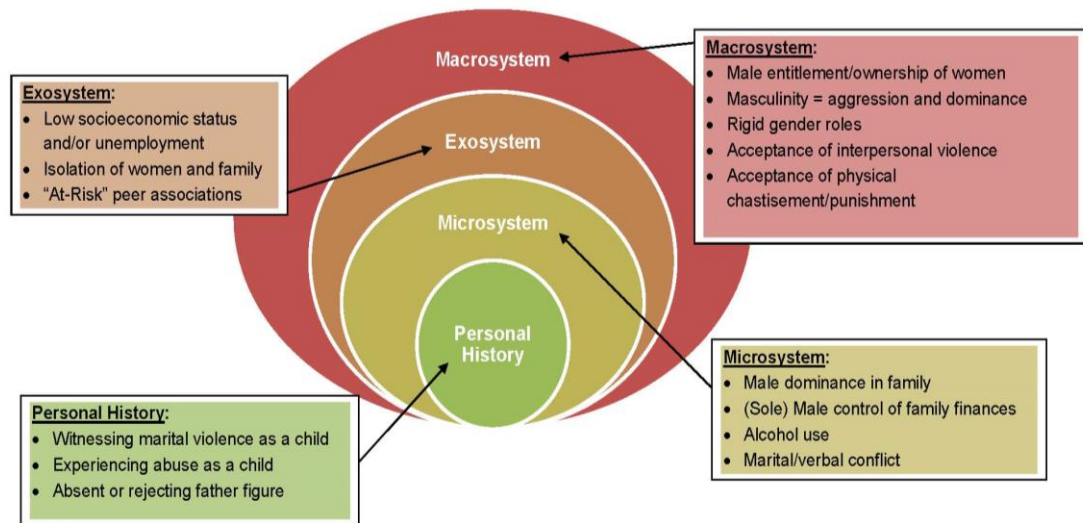 Macrosystem
Exosystem
Microsystem
Personal
History
Exosystem:
• Low socioeconomic status
and/or unemployment
• Isolation of women and family
• “At-Risk” peer associations
Macrosystem:
• Male entitlement/ownership of women
• Masculinity = aggression and dominance
• Rigid gender roles
• Acceptance of interpersonal violence
• Acceptance of physical
chastisement/punishment
Personal History:
• Witnessing marital violence as a child
• Experiencing abuse as a child
• Absent or rejecting father figure
Microsystem:
• Male dominance in family
• (Sole) Male control of family finances
• Alcohol use
• Marital/verbal conflict